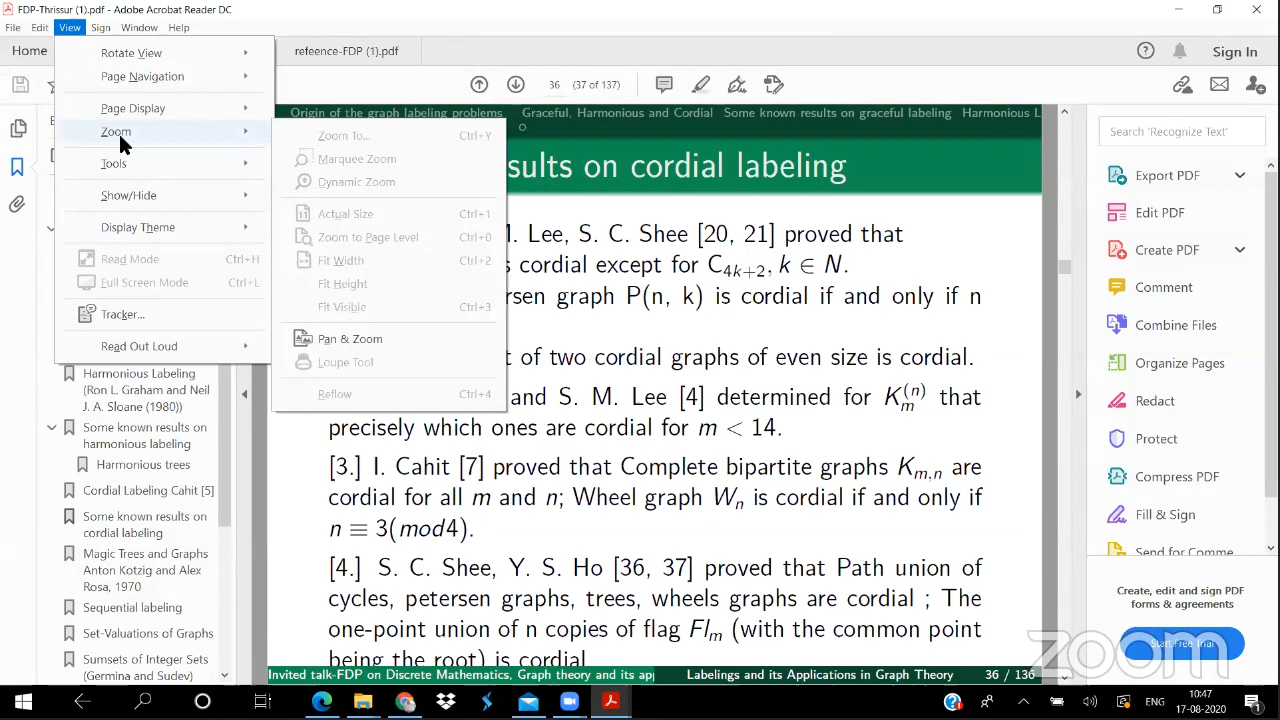 FDP-Thrissur (1).pdf - Adobe Acrobat Reader DC
File Edit View Sign Window Help
Home
refeence-FDP (1).pdf
Sign In
36 (37 of 137)
Rotate View
Page Navigation
Page Display
Zoom
Tools
Show/Hide
Display Theme
Read Mode Ctrl+H
Full Screen Mode Ctrl+L
Tracker...
Read Out Loud
Zoom To... Ctrl+Y
Marquee Zoom
Dynamic Zoom
Actual Size Ctrl+1
Zoom to Page Level Ctrl+0
Fit Width Ctrl+2
Fit Height
Fit Visible Ctrl+3
Pan & Zoom
Loupe Tool
Reflow Ctrl+4
Harmonious Labeling
(Ron L. Graham and Neil
J. A. Sloane (1980))
Some known results on
harmonious labeling
Harmonious trees
Cordial Labeling Cahit [5]
Some known results on
cordial labeling
Magic Trees and Graphs
Anton Kotzig and Alex
Rosa, 1970
Sequential labeling
Set-Valuations of Graphs
Sumsets of Integer Sets
(Germina and Sudev)
Origin of the graph labeling problems Graceful, Harmonious and Cordial Some known results on graceful labeling Harmonious L
sults on cordial labeling
M. Lee, S. C. Shee [20, 21] proved that
s cordial except for C4k+2, k ∈ N.
rsen graph P(n, k) is cordial if and only if n
t of two cordial graphs of even size is cordial.
and S. M. Lee [4] determined for K_m^(n) that
precisely which ones are cordial for m < 14.
[3.] I. Cahit [7] proved that Complete bipartite graphs Km,n are
cordial for all m and n; Wheel graph Wn is cordial if and only if
n ≡ 3(mod4).
[4.] S. C. Shee, Y. S. Ho [36, 37] proved that Path union of
cycles, petersen graphs, trees, wheels graphs are cordial ; The
one-point union of n copies of flag Flm (with the common point
being the root) is cordial
Invited talk-FDP on Discrete Mathematics, Graph theory and its ap Labelings and its Applications in Graph Theory 36 / 136
Search 'Recognize Text'
Export PDF
Edit PDF
Create PDF
Comment
Combine Files
Organize Pages
Redact
Protect
Compress PDF
Fill & Sign
Send for Comme
Create, edit and sign PDF
forms & agreements
Start Free Trial
zoom
ENG
10:47
17-08-2020